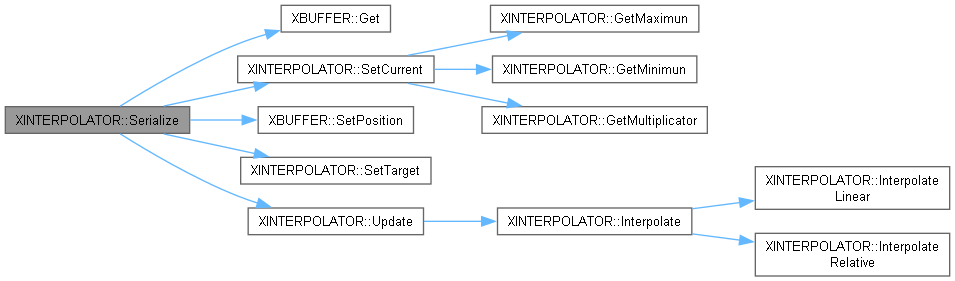 XINTERPOLATOR::Serialize
XBUFFER::Get
XINTERPOLATOR::SetCurrent
XINTERPOLATOR::GetMaximun
XINTERPOLATOR::GetMinimun
XINTERPOLATOR::GetMultiplicator
XBUFFER::SetPosition
XINTERPOLATOR::SetTarget
XINTERPOLATOR::Update
XINTERPOLATOR::Interpolate
XINTERPOLATOR::Interpolate
Linear
XINTERPOLATOR::Interpolate
Relative